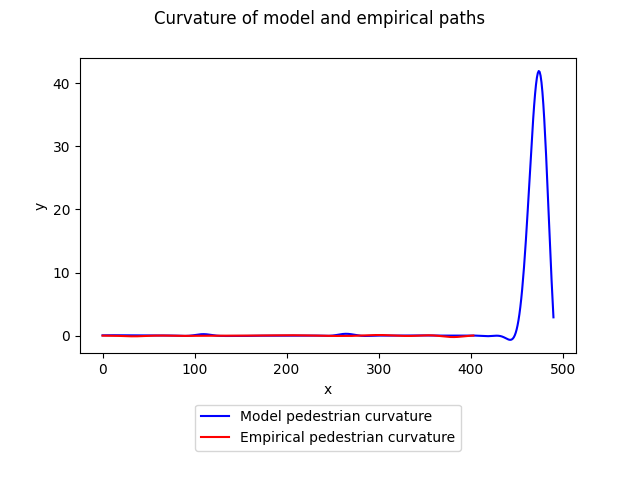 Curvature of model and empirical paths
40
30
20
10
0
y
0 100 200 300 400 500
x
Model pedestrian curvature
Empirical pedestrian curvature